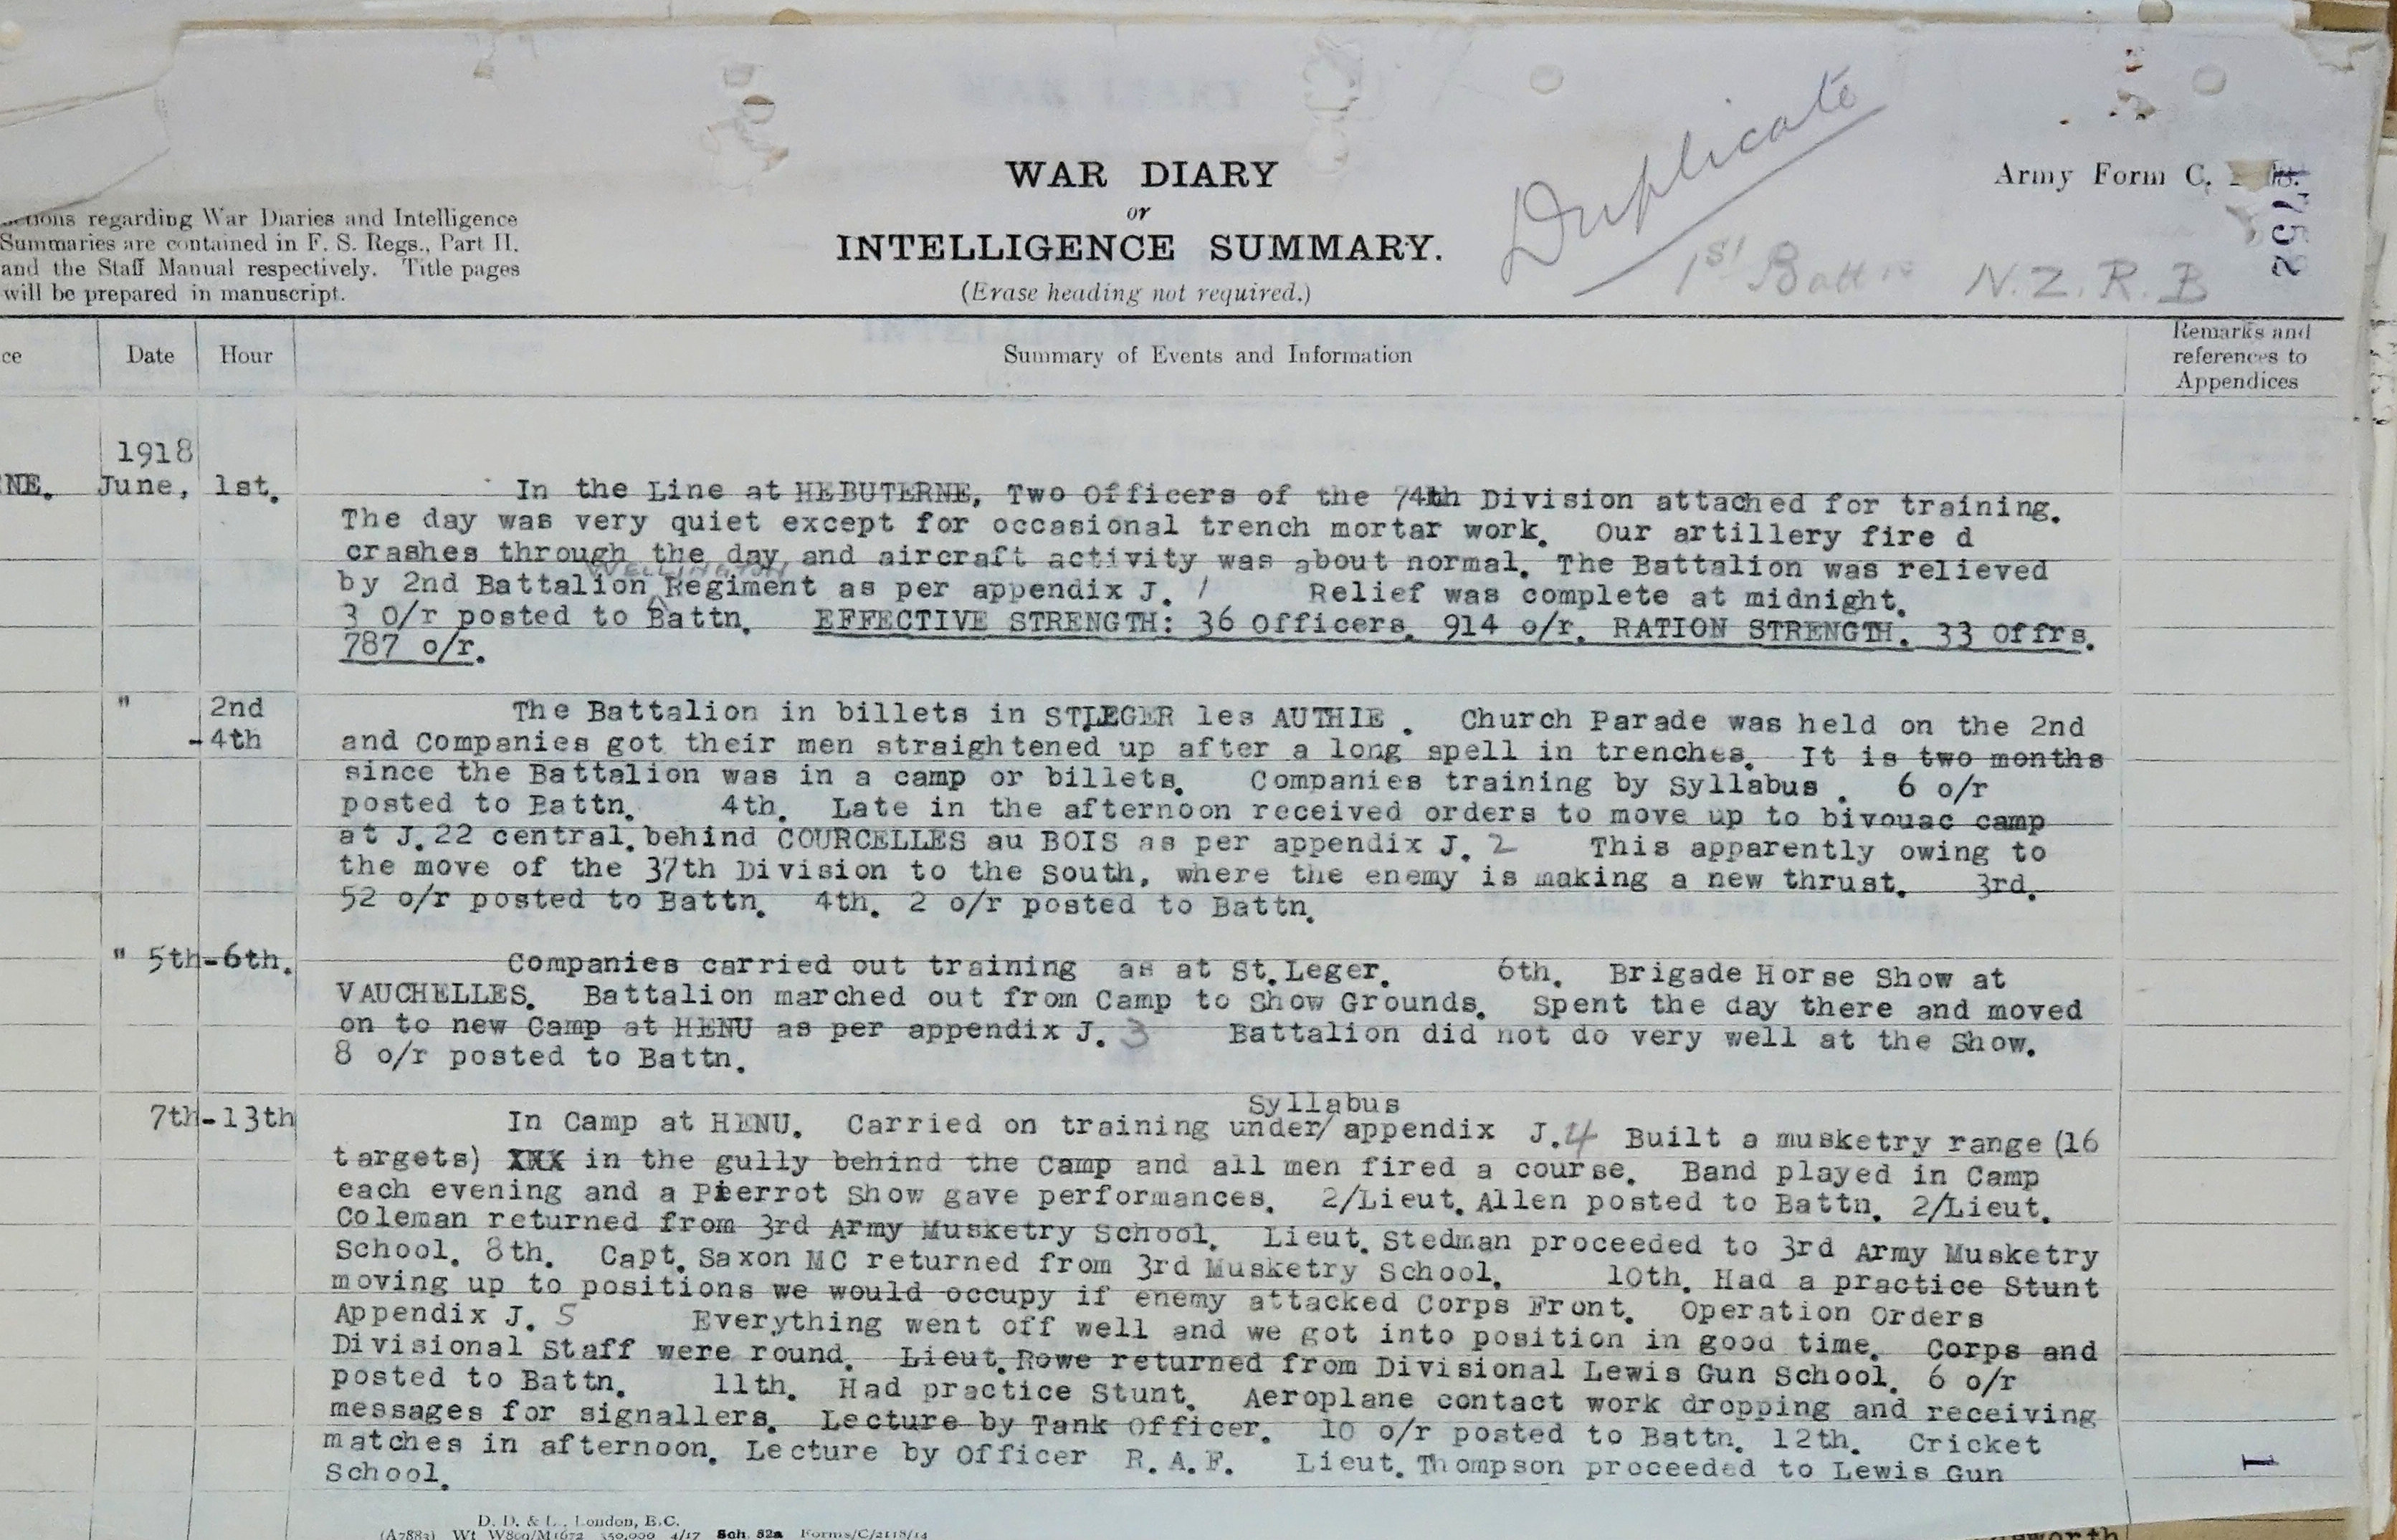 WAR DIARY
or
INTELLIGENCE SUMMARY.
(Erase heading not required.)
Duplicate
1st Battn N.Z.R.B
Army Form C.
1752
regarding War Diaries and Intelligence
Summaries are contained in F. S. Regs., Part II.
and the Staff Manual respectively. Title pages
will be prepared in manuscript.
ce
Date
Hour
Summary of Events and Information
Remarks and
references to
Appendices
1918
NE. June, 1st.
In the Line at HEBUTERNE, Two Officers of the 74th Division attached for training.
The day was very quiet except for occasional trench mortar work. Our artillery fire d
crashes through the day and aircraft activity was about normal. The Battalion was relieved
WELLINGTON
by 2nd Battalion Regiment as per appendix J. 1 Relief was complete at midnight.
3 o/r posted to Battn. EFFECTIVE STRENGTH: 36 Officers. 914 o/r. RATION STRENGTH. 33 Offrs.
787 o/r.
" 2nd
-4th
The Battalion in billets in ST.LEGER les AUTHIE . Church Parade was held on the 2nd
and Companies got their men straightened up after a long spell in trenches. It is two months
since the Battalion was in a camp or billets. Companies training by Syllabus . 6 o/r
posted to Battn. 4th. Late in the afternoon received orders to move up to bivouac camp
at J.22 central.behind COURCELLES au BOIS as per appendix J. 2 This apparently owing to
the move of the 37th Division to the South, where the enemy is making a new thrust. 3rd.
52 o/r posted to Battn. 4th. 2 o/r posted to Battn.
" 5th-6th.
Companies carried out training as at St.Leger. 6th. Brigade Horse Show at
VAUCHELLES. Battalion marched out from Camp to Show Grounds. Spent the day there and moved
on to new Camp at HENU as per appendix J. 3 Battalion did not do very well at the Show.
8 o/r posted to Battn.
7th-13th
Syllabus
In Camp at HENU. Carried on training under/ appendix J.4 Built a musketry range (16
targets) XXX in the gully behind the Camp and all men fired a course. Band played in Camp
each evening and a Pierrot Show gave performances. 2/Lieut. Allen posted to Battn. 2/Lieut.
Coleman returned from 3rd Army Musketry School. Lieut. Stedman proceeded to 3rd Army Musketry
School. 8th. Capt. Saxon MC returned from 3rd Musketry School. 10th. Had a practice Stunt
moving up to positions we would occupy if enemy attacked Corps Front. Operation Orders
Appendix J. 5 Everything went off well and we got into position in good time. Corps and
Divisional Staff were round. Lieut. Rowe returned from Divisional Lewis Gun School. 6 o/r
posted to Battn. 11th. Had practice Stunt. Aeroplane contact work dropping and receiving
messages for signallers. Lecture by Tank Officer. 10 o/r posted to Battn. 12th. Cricket
matches in afternoon. Lecture by Officer R.A.F. Lieut. Thompson proceeded to Lewis Gun
School.
1
D. D. & L., London, E.C.
(A7883) Wt W809/M1672 350,000 4/17 Sch. 52a Forms/C/2118/14